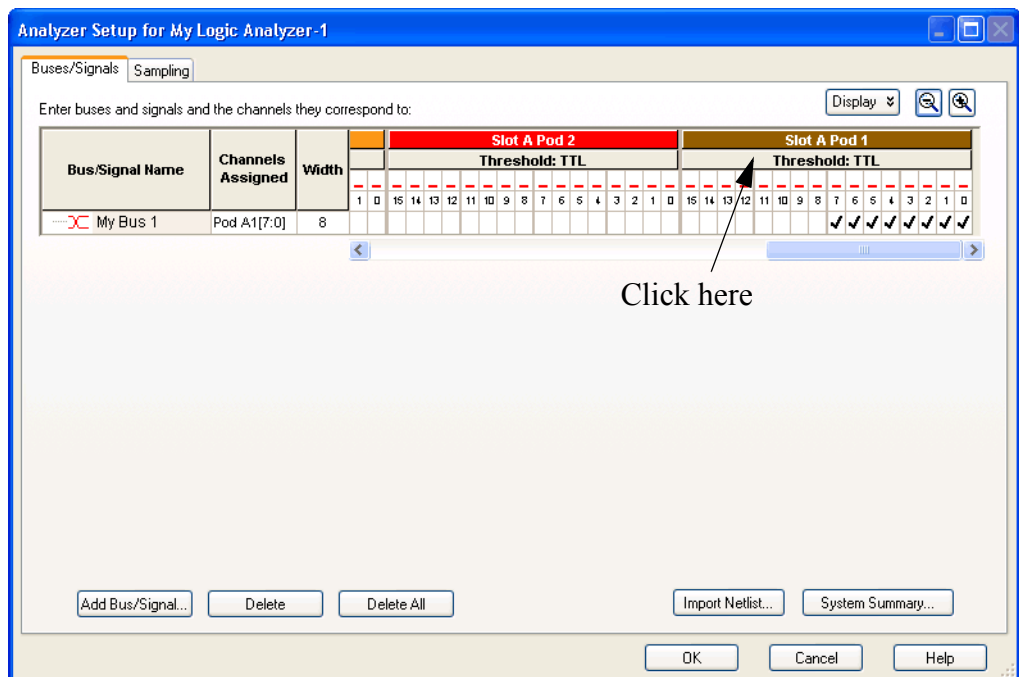 Analyzer Setup for My Logic Analyzer-1
Buses/Signals Sampling
Enter buses and signals and the channels they correspond to:
Display
Bus/Signal Name
Channels Assigned
Width
Slot A Pod 2
Slot A Pod 1
Threshold: TTL
Threshold: TTL
1 0 15 14 13 12 11 10 9 8 7 6 5 4 3 2 1 0 15 14 13 12 11 10 9 8 7 6 5 4 3 2 1 0
My Bus 1 Pod A1[7:0] 8
Click here
Add Bus/Signal... Delete Delete All Import Netlist... System Summary...
OK Cancel Help